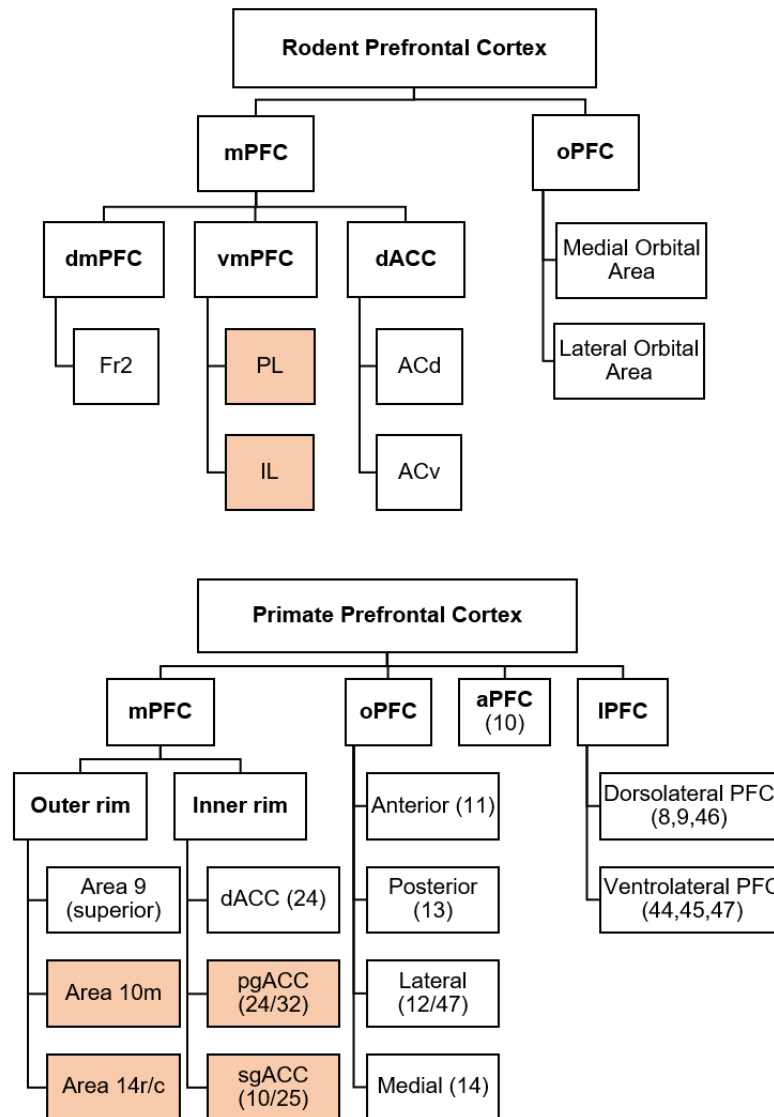 Rodent Prefrontal Cortex
mPFC
oPFC
dmPFC
vmPFC
dACC
Medial Orbital
Area
Fr2
PL
ACd
Lateral Orbital
Area
IL
ACv
Primate Prefrontal Cortex
mPFC
oPFC
aPFC
(10)
lPFC
Outer rim
Inner rim
Anterior (11)
Dorsolateral PFC
(8,9,46)
Area 9
(superior)
dACC (24)
Posterior
(13)
Ventrolateral PFC
(44,45,47)
Area 10m
pgACC
(24/32)
Lateral
(12/47)
Area 14r/c
sgACC
(10/25)
Medial (14)